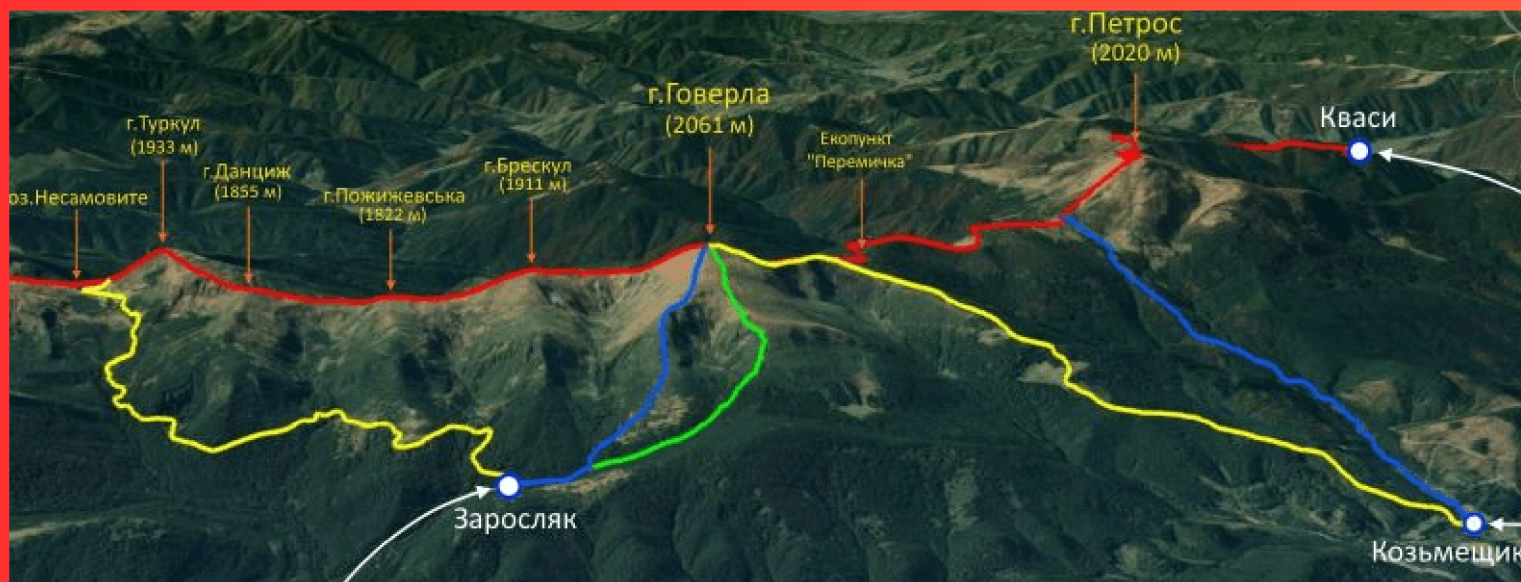 г.Петрос
(2020 м)
г.Говерла
(2061 м)
Кваси
г.Туркул
(1933 м)
Екопункт
"Перемичка"
г.Данциж
(1855 м)
г.Брескул
(1911 м)
оз.Несамовите
г.Пожижевська
(1822 м)
Заросляк
Козьмещик